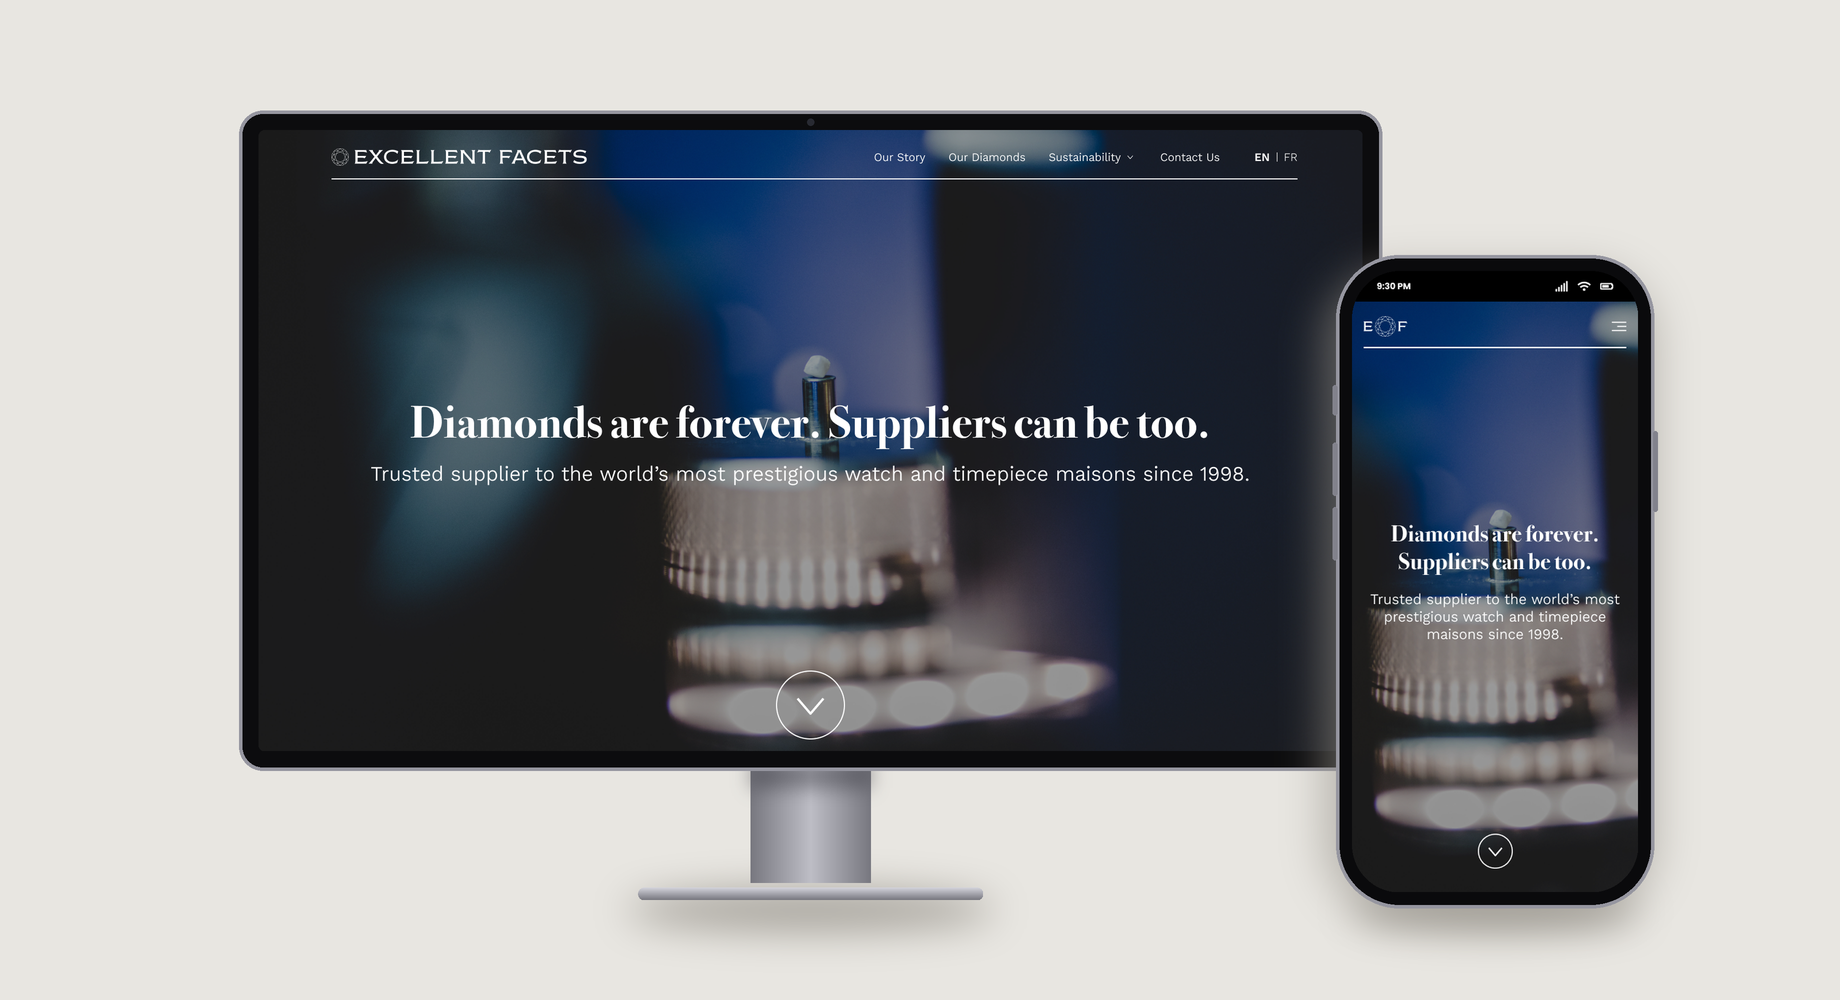 EXCELLENT FACETS
Our Story Our Diamonds Sustainability Contact Us EN | FR
Diamonds are forever. Suppliers can be too.
Trusted supplier to the world’s most prestigious watch and timepiece maisons since 1998.
9:30 PM
E F
Diamonds are forever.
Suppliers can be too.
Trusted supplier to the world’s most
prestigious watch and timepiece
maisons since 1998.